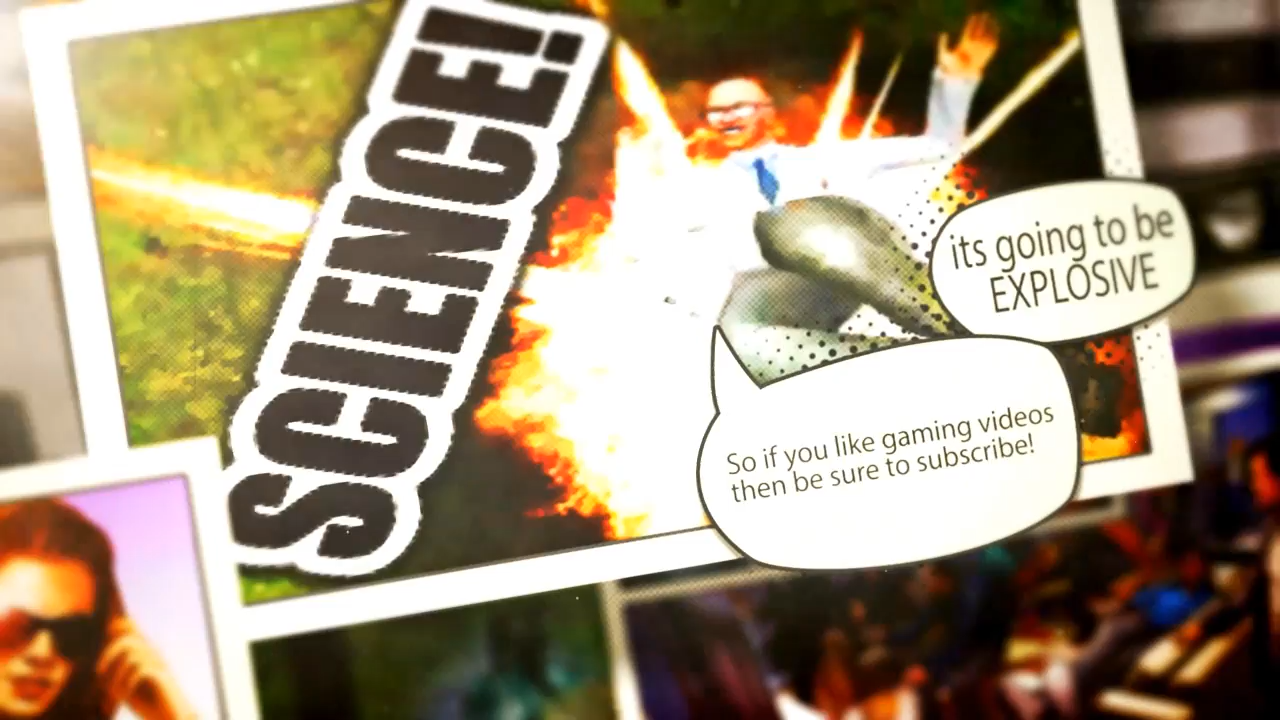 SCIENCE!
its going to be
EXPLOSIVE
So if you like gaming videos
then be sure to subscribe!